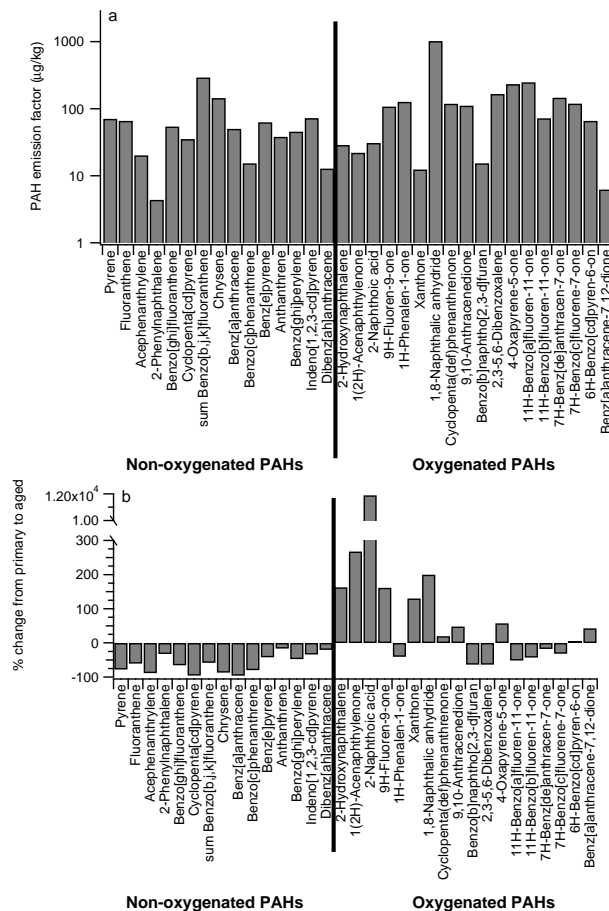 a
PAH emission factor (µg/kg)
1000
100
10
1
Pyrene
Fluoranthene
Acephenanthrylene
2-Phenylnaphthalene
Benzo[ghi]fluoranthene
Cyclopenta[cd]pyrene
sum Benzo[b,j,k]fluoranthene
Chrysene
Benz[a]anthracene
Benzo[c]phenanthrene
Benz[e]pyrene
Anthanthrene
Benzo[ghi]perylene
Indeno[1,2,3-cd]pyrene
Dibenz[ah]anthracene
2-Hydroxynaphthalene
1(2H)-Acenaphthylenone
2-Naphthoic acid
9H-Fluoren-9-one
1H-Phenalen-1-one
Xanthone
1,8-Naphthalic anhydride
Cyclopenta(def)phenanthrenone
9,10-Anthracenedione
Benzo[b]naphtho[2,3-d]furan
2,3-5,6-Dibenzoxalene
4-Oxapyrene-5-one
11H-Benzo[a]fluoren-11-one
11H-Benzo[b]fluoren-11-one
7H-Benz[de]anthracen-7-one
7H-Benzo[c]fluorene-7-one
6H-Benzo[cd]pyren-6-on
Benz[a]anthracene-7,12-dione
Non-oxygenated PAHs
Oxygenated PAHs
b
% change from primary to aged
1.20x10⁴
1.00
300
200
100
0
-100
Pyrene
Fluoranthene
Acephenanthrylene
2-Phenylnaphthalene
Benzo[ghi]fluoranthene
Cyclopenta[cd]pyrene
sum Benzo[b,j,k]fluoranthene
Chrysene
Benz[a]anthracene
Benzo[c]phenanthrene
Benz[e]pyrene
Anthanthrene
Benzo[ghi]perylene
Indeno[1,2,3-cd]pyrene
Dibenz[ah]anthracene
2-Hydroxynaphthalene
1(2H)-Acenaphthylenone
2-Naphthoic acid
9H-Fluoren-9-one
1H-Phenalen-1-one
Xanthone
1,8-Naphthalic anhydride
Cyclopenta(def)phenanthrenone
9,10-Anthracenedione
Benzo[b]naphtho[2,3-d]furan
2,3-5,6-Dibenzoxalene
4-Oxapyrene-5-one
11H-Benzo[a]fluoren-11-one
11H-Benzo[b]fluoren-11-one
7H-Benz[de]anthracen-7-one
7H-Benzo[c]fluorene-7-one
6H-Benzo[cd]pyren-6-on
Benz[a]anthracene-7,12-dione
Non-oxygenated PAHs
Oxygenated PAHs